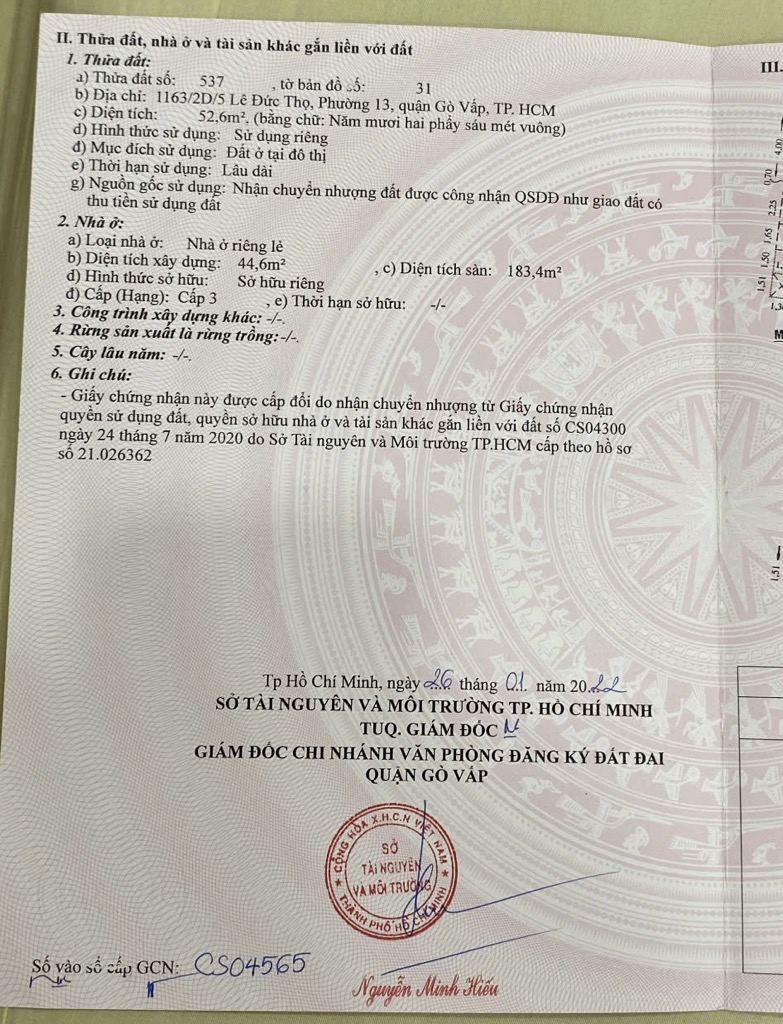 II. Thửa đất, nhà ở và tài sản khác gắn liền với đất
1. Thửa đất:
a) Thửa đất số: 537 , tờ bản đồ số: 31
b) Địa chỉ: 1163/2D/5 Lê Đức Thọ, Phường 13, quận Gò Vấp, TP. HCM
c) Diện tích: 52,6m², (bằng chữ: Năm mươi hai phẩy sáu mét vuông)
d) Hình thức sử dụng: Sử dụng riêng
đ) Mục đích sử dụng: Đất ở tại đô thị
e) Thời hạn sử dụng: Lâu dài
g) Nguồn gốc sử dụng: Nhận chuyển nhượng đất được công nhận QSDĐ như giao đất có
thu tiền sử dụng đất
2. Nhà ở:
a) Loại nhà ở: Nhà ở riêng lẻ
b) Diện tích xây dựng: 44,6m² , c) Diện tích sàn: 183,4m²
d) Hình thức sở hữu: Sở hữu riêng
đ) Cấp (Hạng): Cấp 3 , e) Thời hạn sở hữu: -/-
3. Công trình xây dựng khác: -/-.
4. Rừng sản xuất là rừng trồng: -/-.
5. Cây lâu năm: -/-.
6. Ghi chú:
- Giấy chứng nhận này được cấp đổi do nhận chuyển nhượng từ Giấy chứng nhận
quyền sử dụng đất, quyền sở hữu nhà ở và tài sản khác gắn liền với đất số CS04300
ngày 24 tháng 7 năm 2020 do Sở Tài nguyên và Môi trường TP.HCM cấp theo hồ sơ
số 21.026362
Tp Hồ Chí Minh, ngày 26 tháng 01 năm 2022
SỞ TÀI NGUYÊN VÀ MÔI TRƯỜNG TP. HỒ CHÍ MINH
TUQ. GIÁM ĐỐC
GIÁM ĐỐC CHI NHÁNH VĂN PHÒNG ĐĂNG KÝ ĐẤT ĐAI
QUẬN GÒ VẤP
CỘNG HÒA X.H.C.N VIỆT NAM
SỞ
TÀI NGUYÊN
VÀ MÔI TRƯỜNG
THÀNH PHỐ HỒ CHÍ MINH
Số vào sổ cấp GCN: CS04565
Nguyễn Minh Hiếu
III.
4,00
0,70
2,25
1,65
1,50
1,51
M
1,51